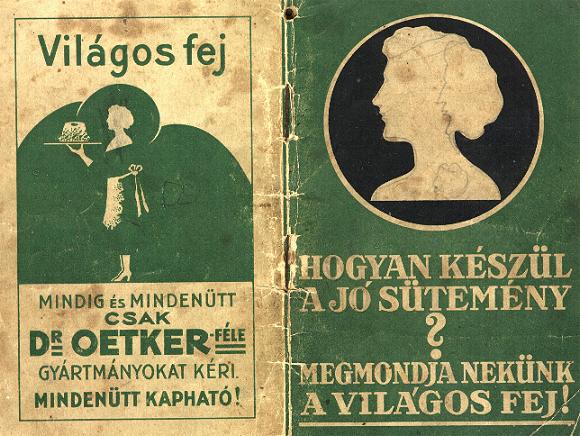 Világos fej
MINDIG és MINDENÜTT
CSAK
DR OETKER-FÉLE
GYÁRTMÁNYOKAT KÉRI.
MINDENÜTT KAPHATÓ!
HOGYAN KÉSZÜL
A JÓ SÜTEMÉNY
?
MEGMONDJA NEKÜNK
A VILÁGOS FEJ!